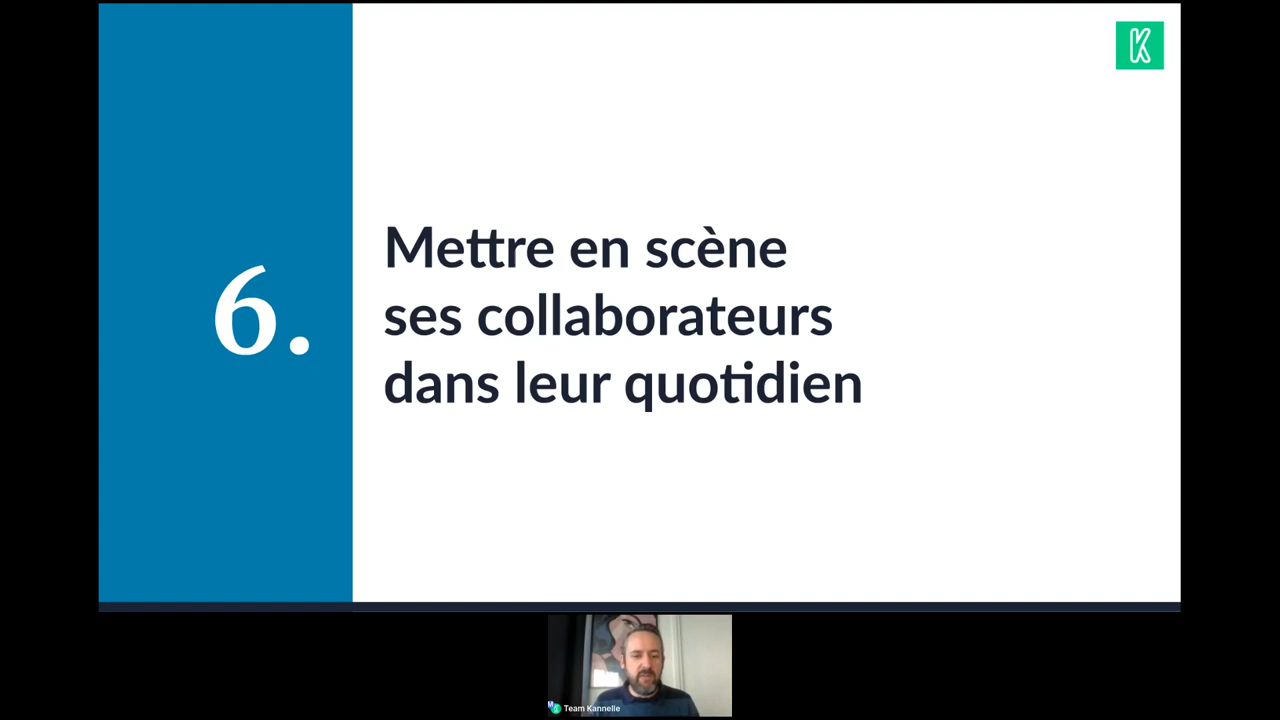 K
6.
Mettre en scène
ses collaborateurs
dans leur quotidien
Team Kannelle